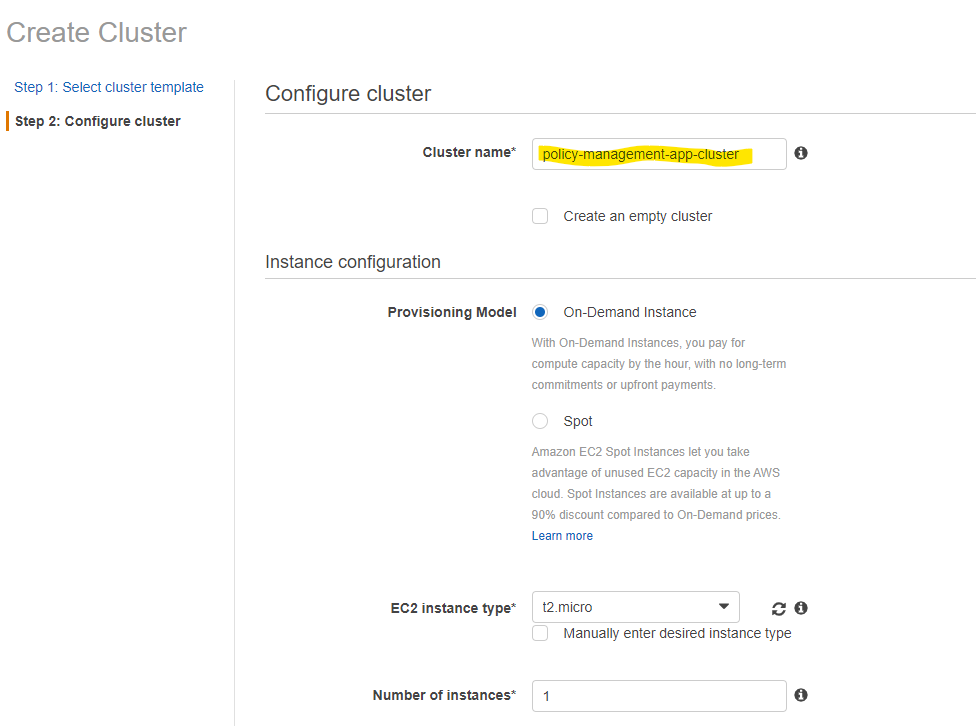 Create Cluster
Step 1: Select cluster template
Step 2: Configure cluster
Configure cluster
Cluster name*
policy-management-app-cluster
Create an empty cluster
Instance configuration
Provisioning Model
On-Demand Instance
With On-Demand Instances, you pay for
compute capacity by the hour, with no long-term
commitments or upfront payments.
Spot
Amazon EC2 Spot Instances let you take
advantage of unused EC2 capacity in the AWS
cloud. Spot Instances are available at up to a
90% discount compared to On-Demand prices.
Learn more
EC2 instance type*
t2.micro
Manually enter desired instance type
Number of instances*
1